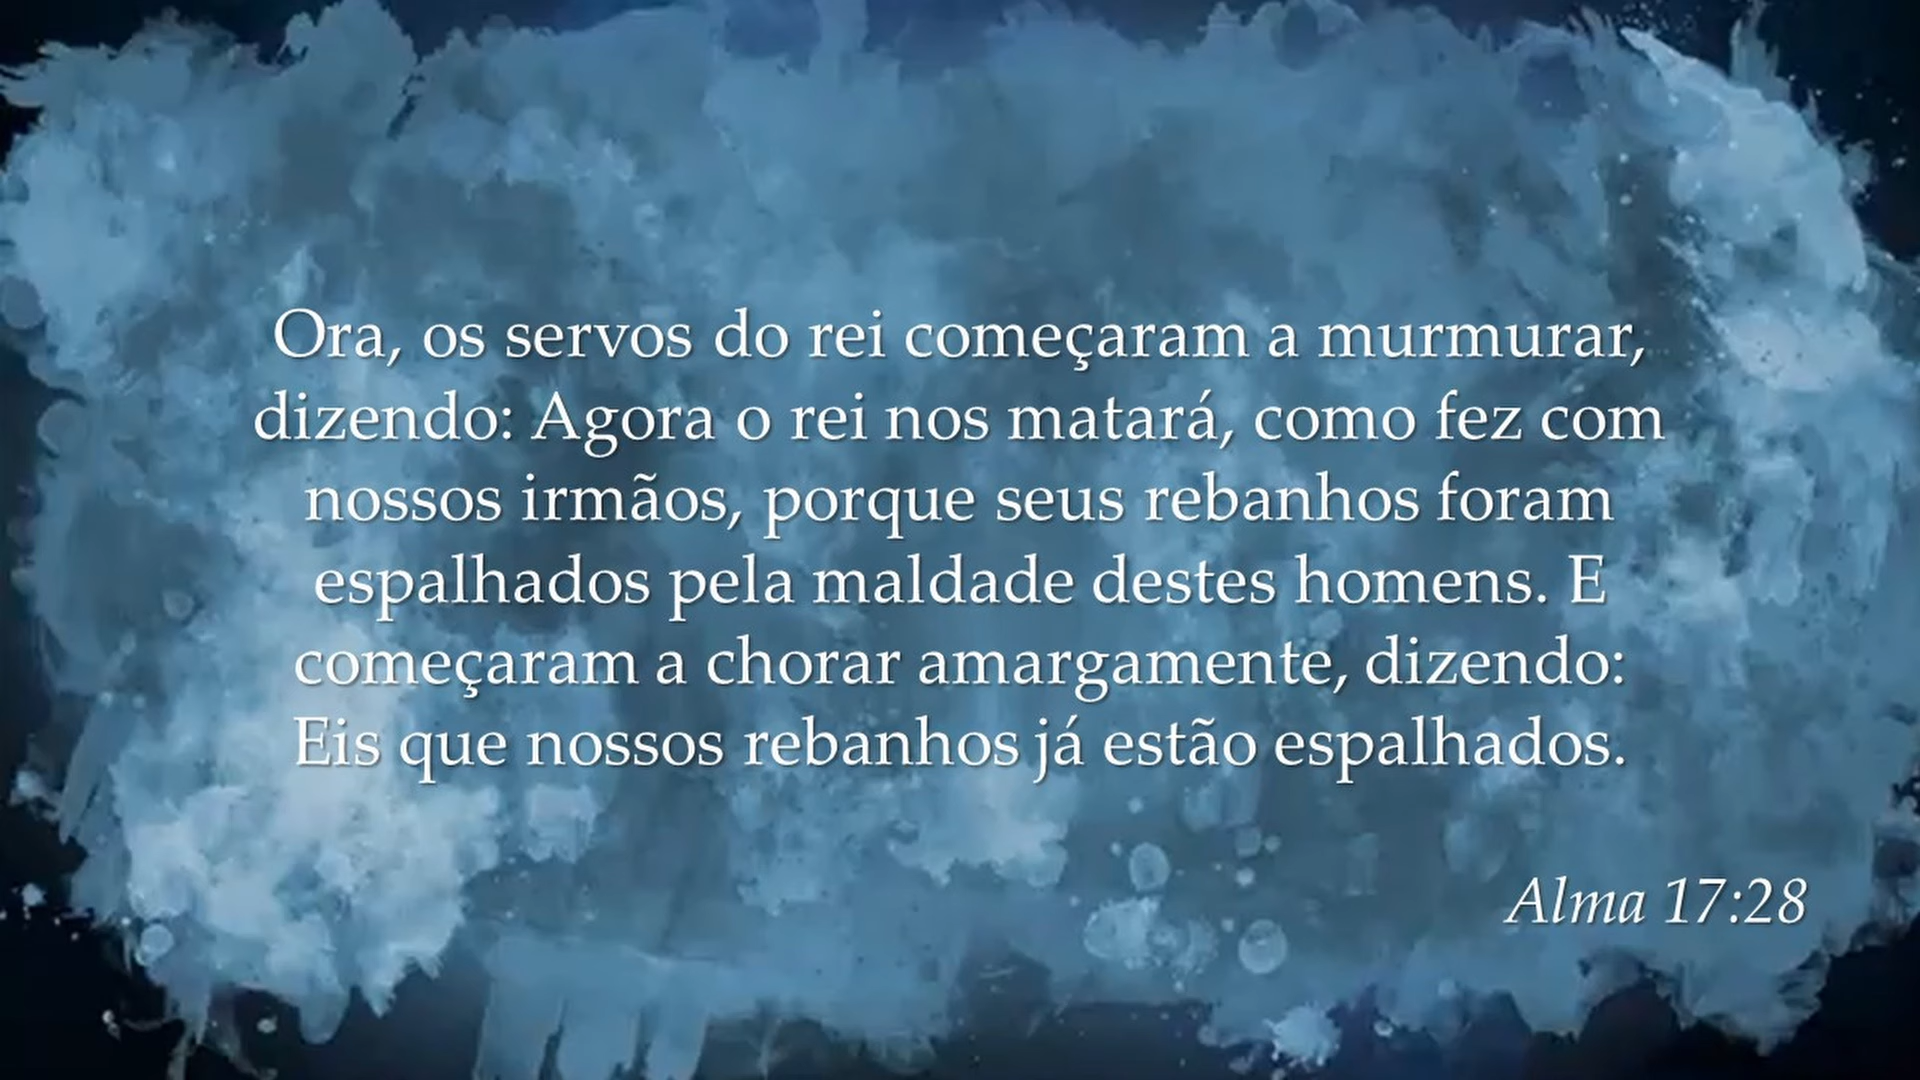 Ora, os servos do rei começaram a murmurar,
dizendo: Agora o rei nos matará, como fez com
nossos irmãos, porque seus rebanhos foram
espalhados pela maldade destes homens. E
começaram a chorar amargamente, dizendo:
Eis que nossos rebanhos já estão espalhados.
Alma 17:28